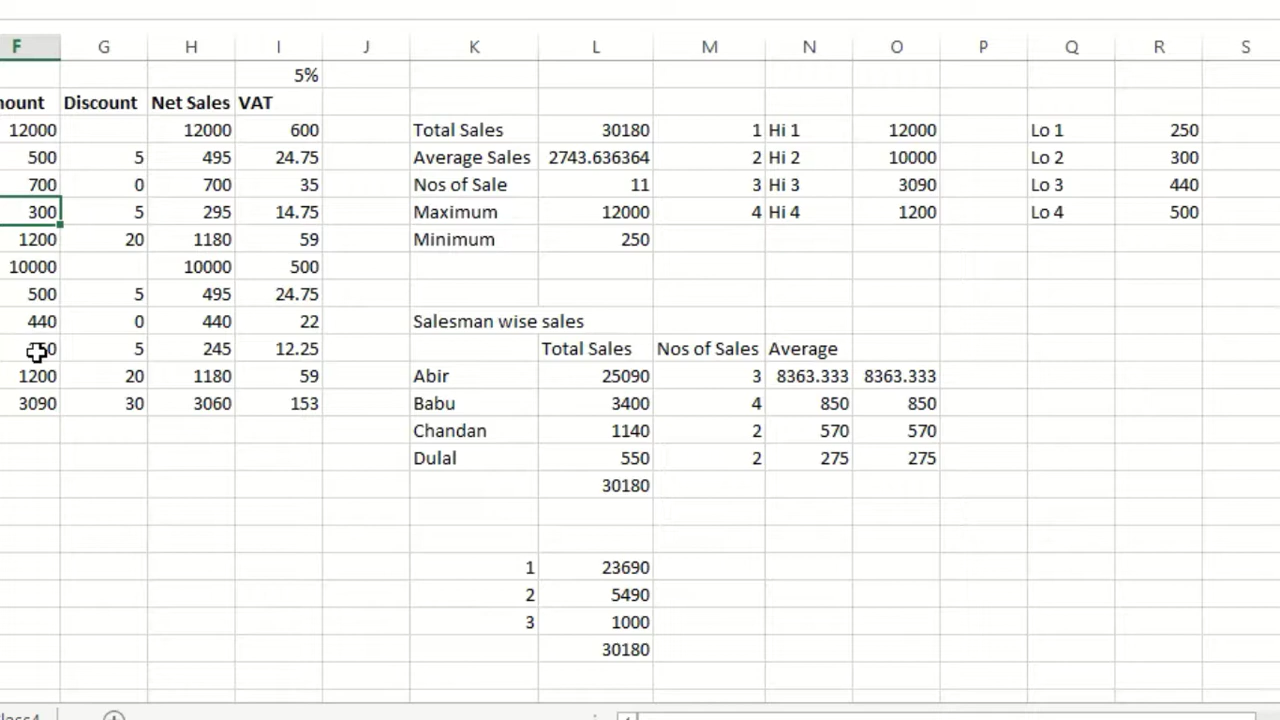 F G H I J K L M N O P Q R S
5%
Discount Net Sales VAT
12000 12000 600 Total Sales 30180 1 Hi 1 12000 Lo 1 250
500 5 495 24.75 Average Sales 2743.636364 2 Hi 2 10000 Lo 2 300
700 0 700 35 Nos of Sale 11 3 Hi 3 3090 Lo 3 440
300 5 295 14.75 Maximum 12000 4 Hi 4 1200 Lo 4 500
1200 20 1180 59 Minimum 250
10000 10000 500
500 5 495 24.75
440 0 440 22 Salesman wise sales
5 245 12.25 Total Sales Nos of Sales Average
1200 20 1180 59 Abir 25090 3 8363.333 8363.333
3090 30 3060 153 Babu 3400 4 850 850
Chandan 1140 2 570 570
Dulal 550 2 275 275
30180
1 23690
2 5490
3 1000
30180